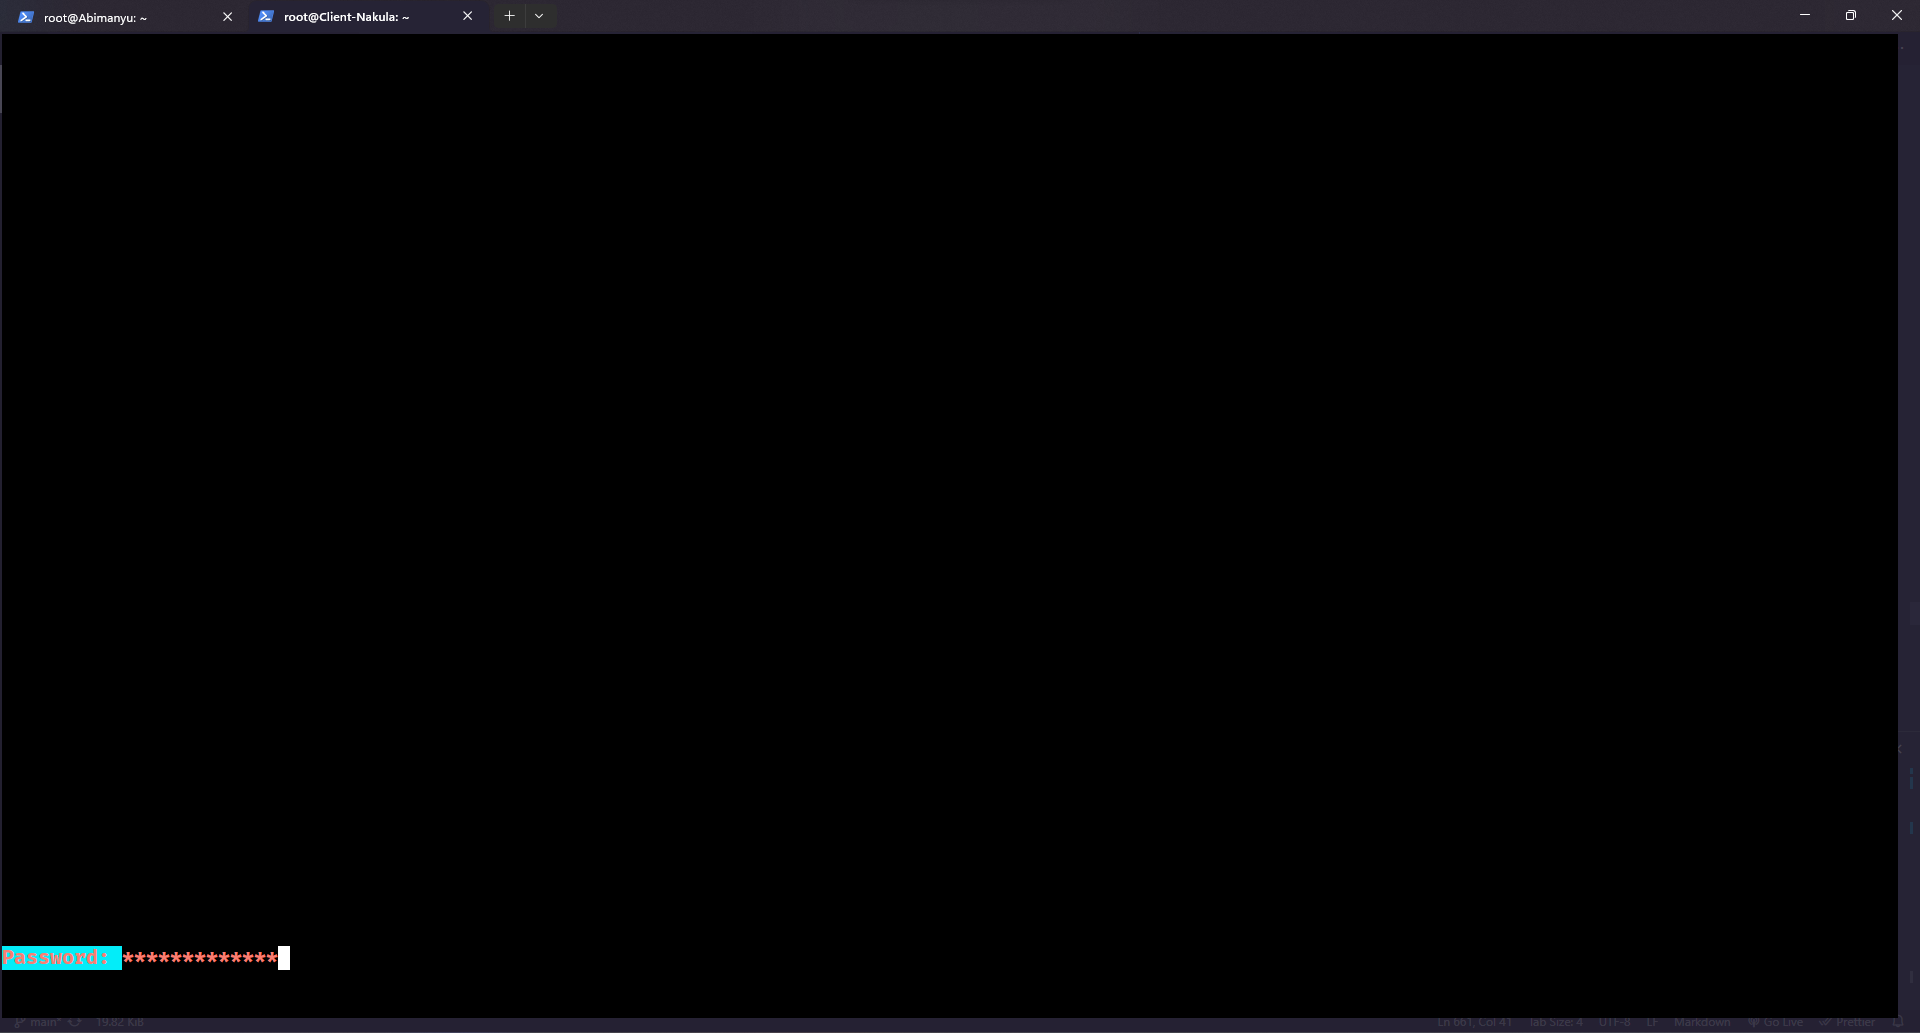 root@Abimanyu: ~
root@Client-Nakula: ~
Password: *************
main* 19.82 KiB Ln 661, Col 41 Tab Size: 4 UTF-8 LF Markdown Go Live Prettier